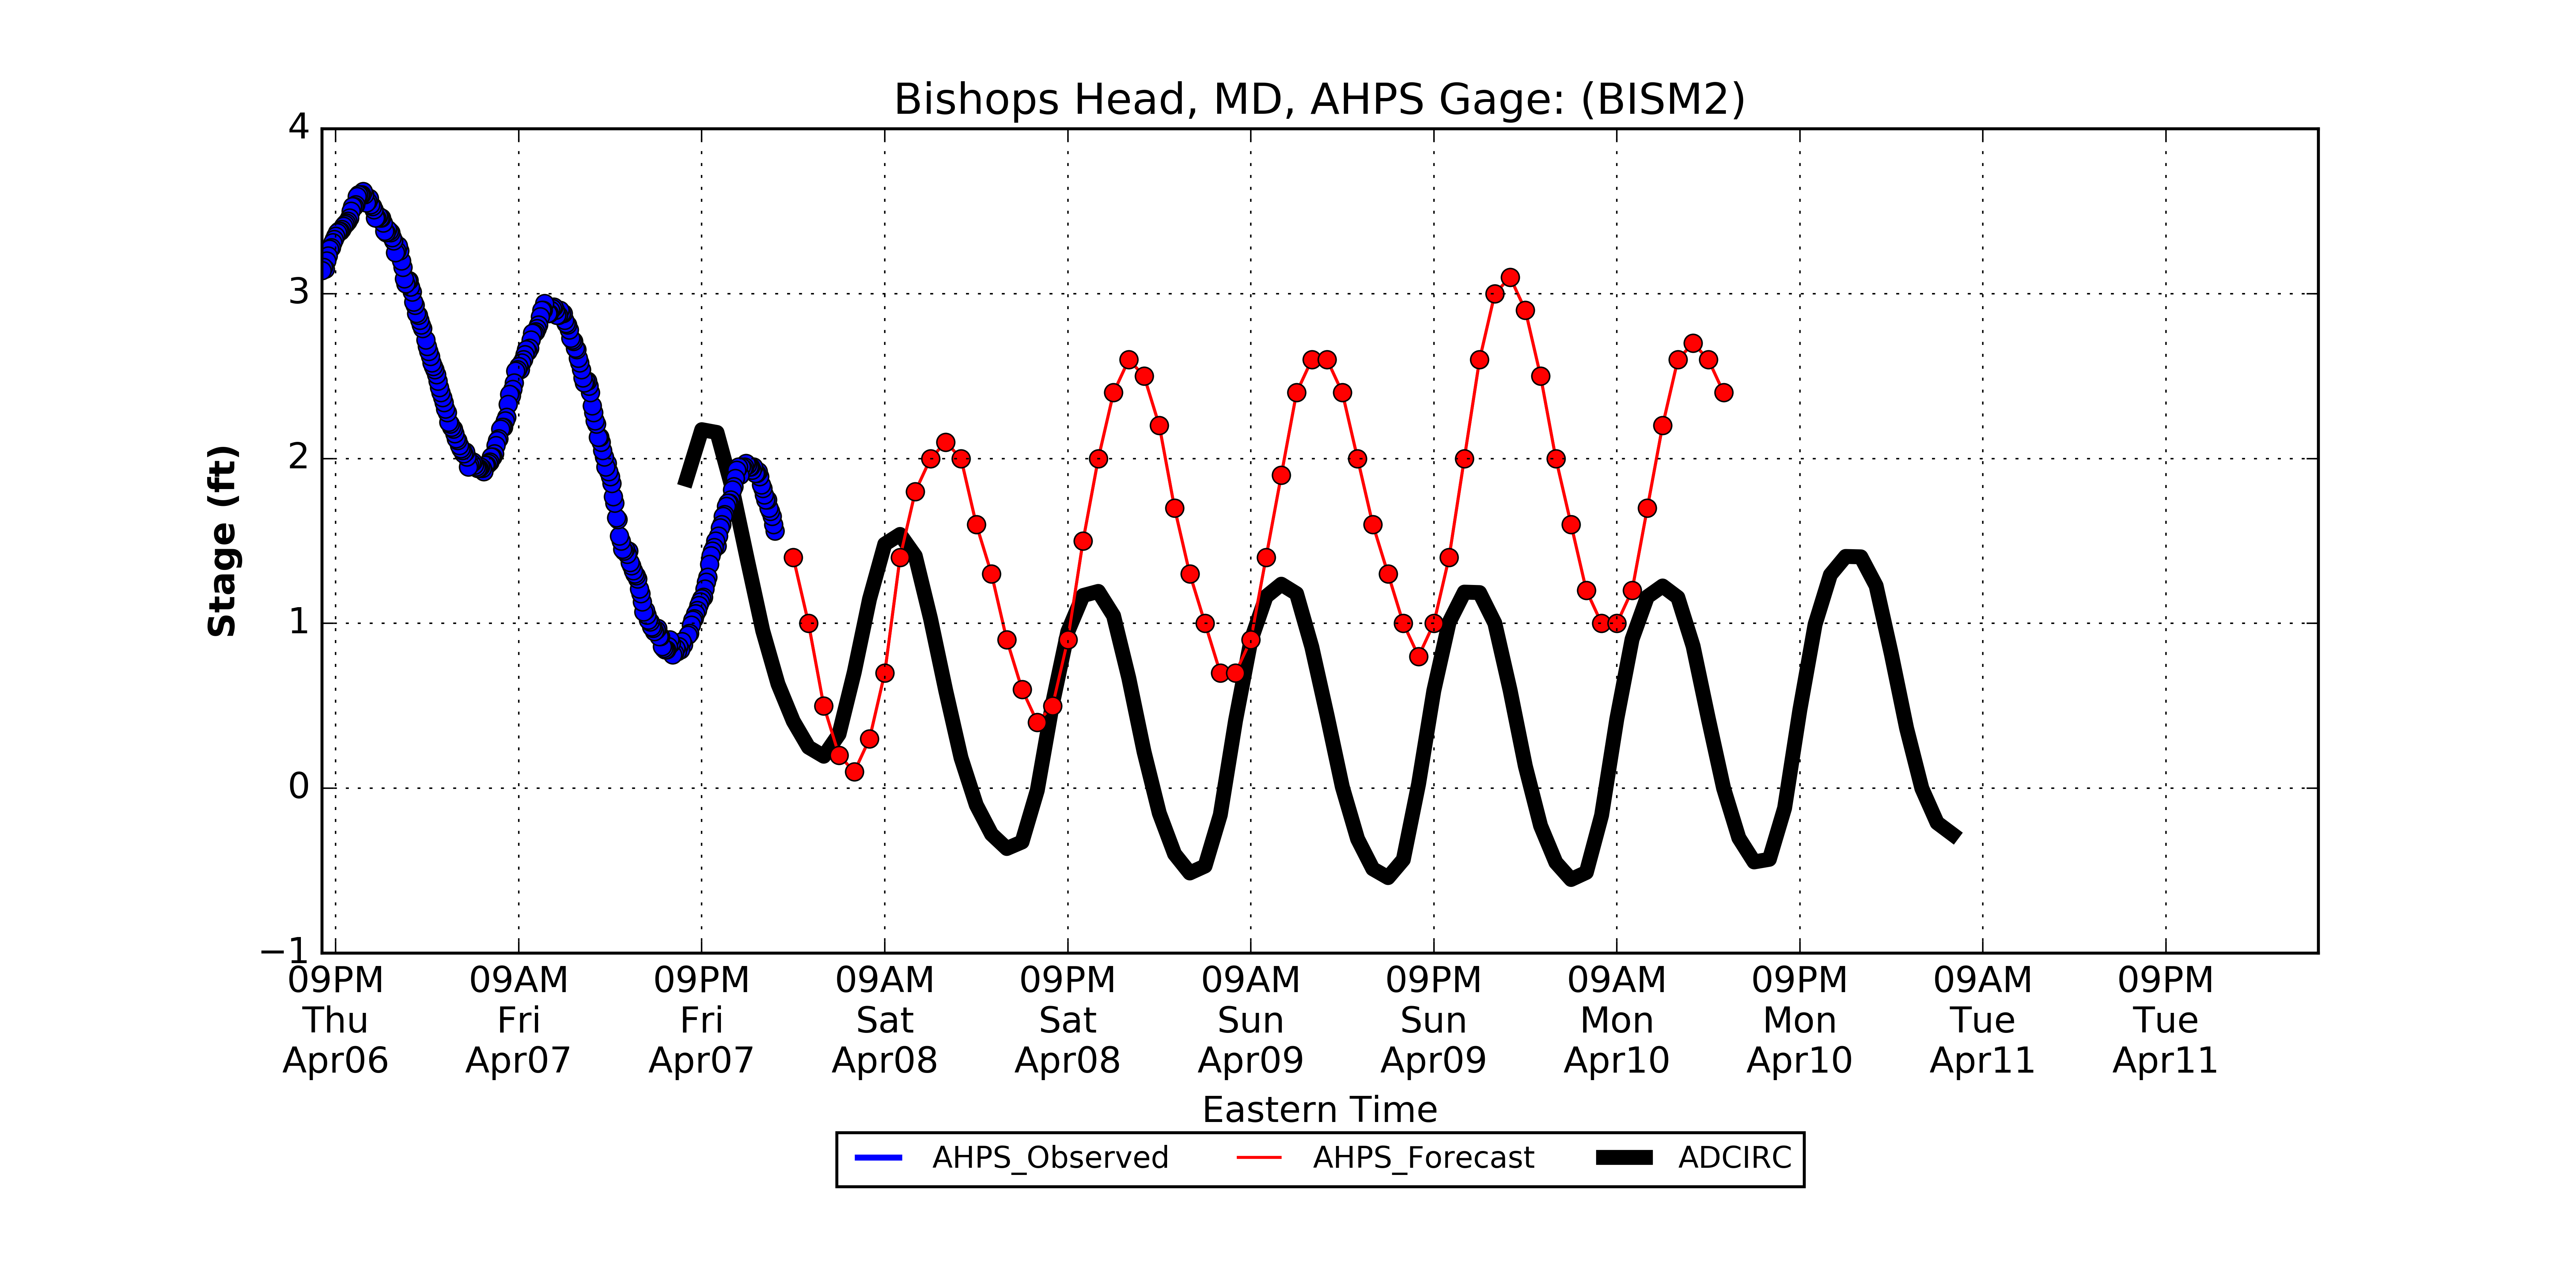 Bishops Head, MD, AHPS Gage: (BISM2)
4
3
2
1
0
−1
Stage (ft)
09PM 09AM 09PM 09AM 09PM 09AM 09PM 09AM 09PM 09AM 09PM
Thu Fri Fri Sat Sat Sun Sun Mon Mon Tue Tue
Apr06 Apr07 Apr07 Apr08 Apr08 Apr09 Apr09 Apr10 Apr10 Apr11 Apr11
Eastern Time
AHPS_Observed AHPS_Forecast ADCIRC